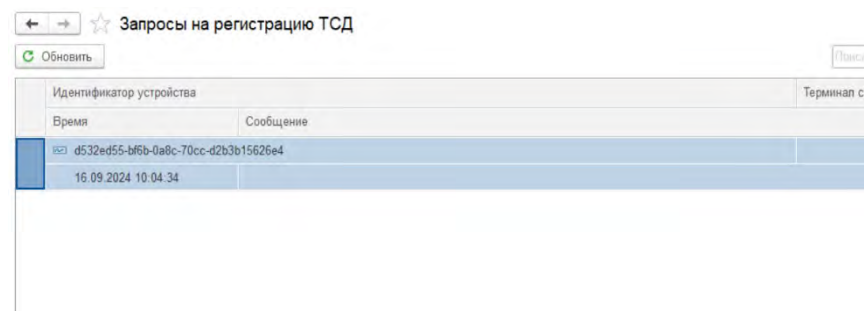 Запросы на регистрацию ТСД
Обновить
Идентификатор устройства Терминал с
Время Сообщение
d532ed55-bf6b-0a8c-70cc-d2b3b15626e4
16.09.2024 10:04:34